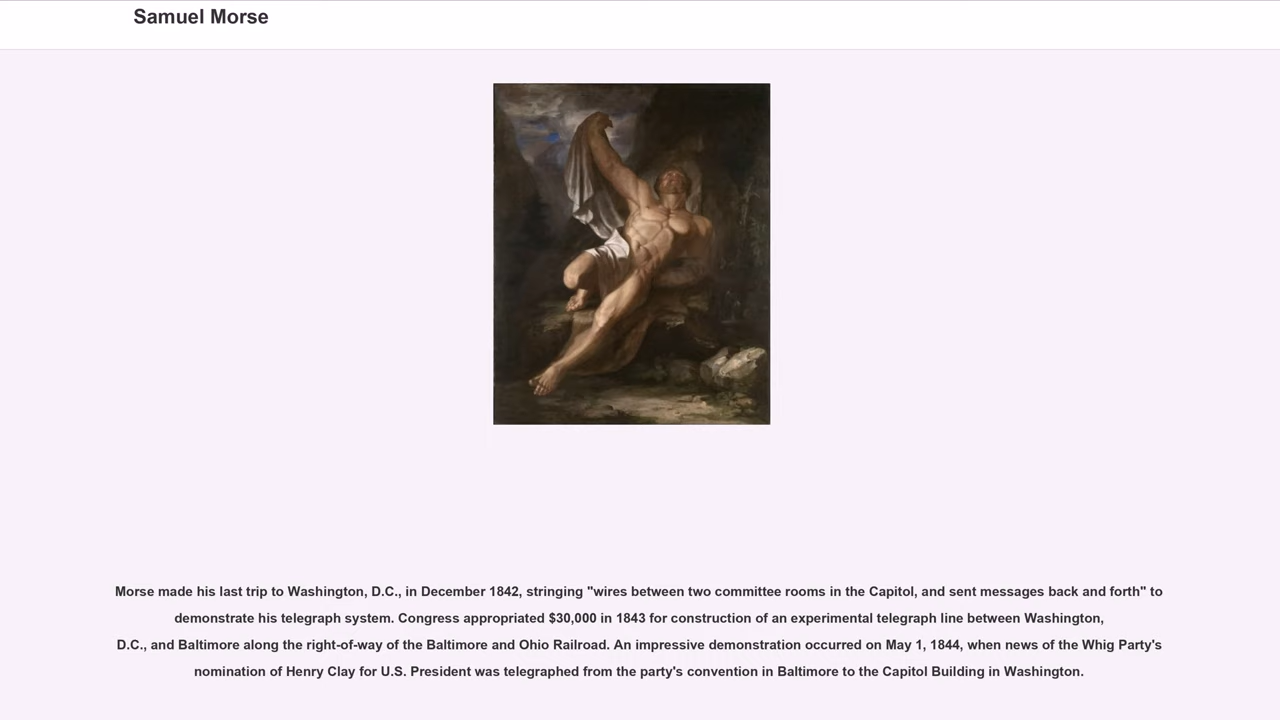 Samuel Morse
Morse made his last trip to Washington, D.C., in December 1842, stringing "wires between two committee rooms in the Capitol, and sent messages back and forth" to
demonstrate his telegraph system. Congress appropriated $30,000 in 1843 for construction of an experimental telegraph line between Washington,
D.C., and Baltimore along the right-of-way of the Baltimore and Ohio Railroad. An impressive demonstration occurred on May 1, 1844, when news of the Whig Party's
nomination of Henry Clay for U.S. President was telegraphed from the party's convention in Baltimore to the Capitol Building in Washington.